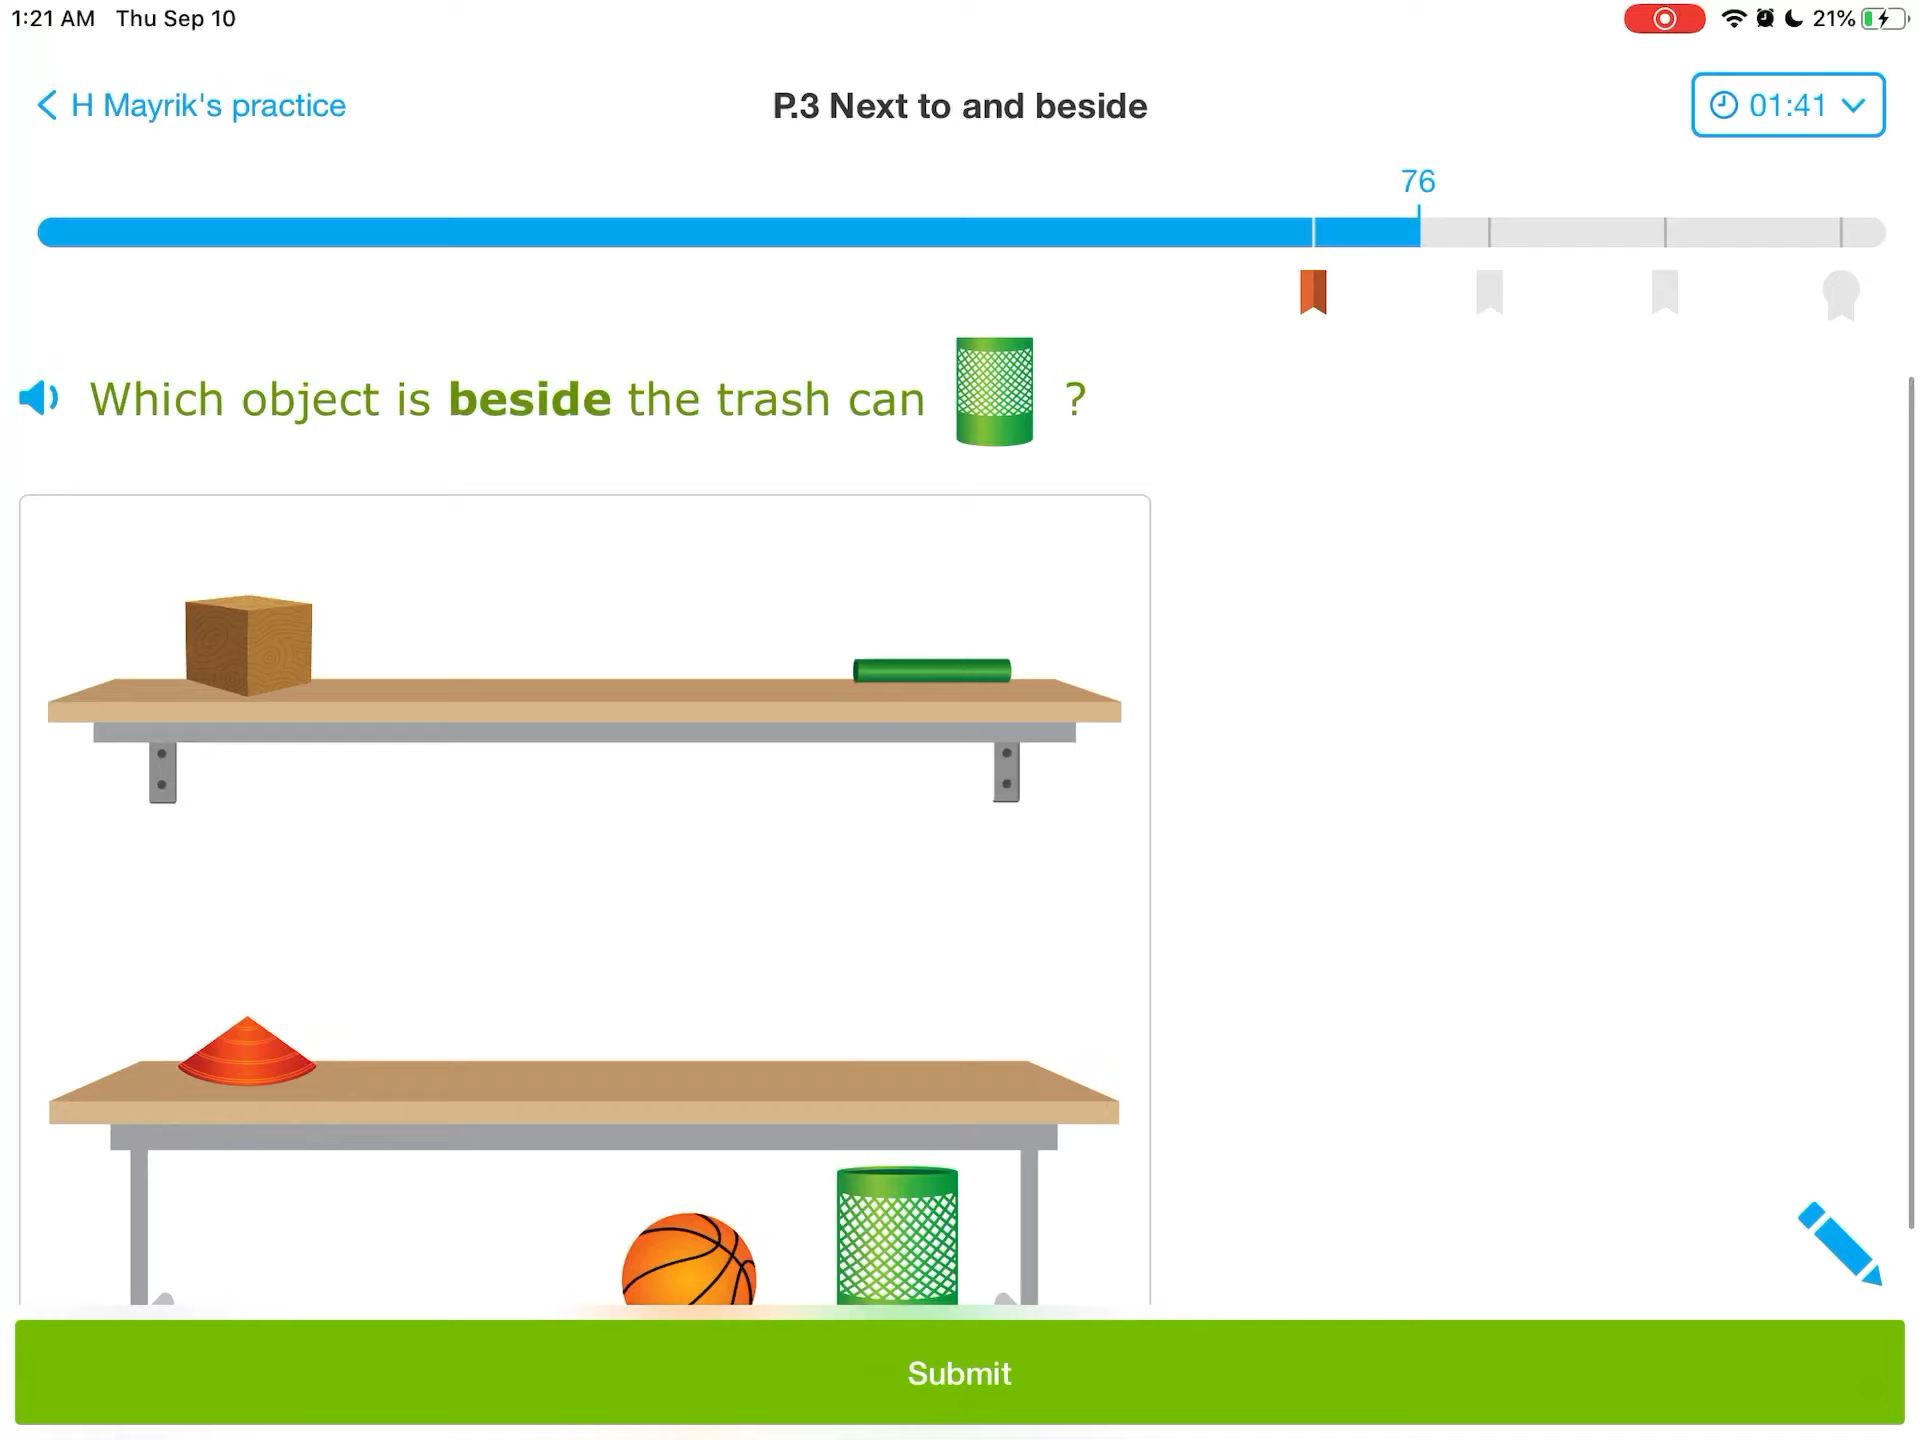 1:21 AM Thu Sep 10
21%
H Mayrik's practice
P.3 Next to and beside
01:41
76
Which object is beside the trash can ?
Submit